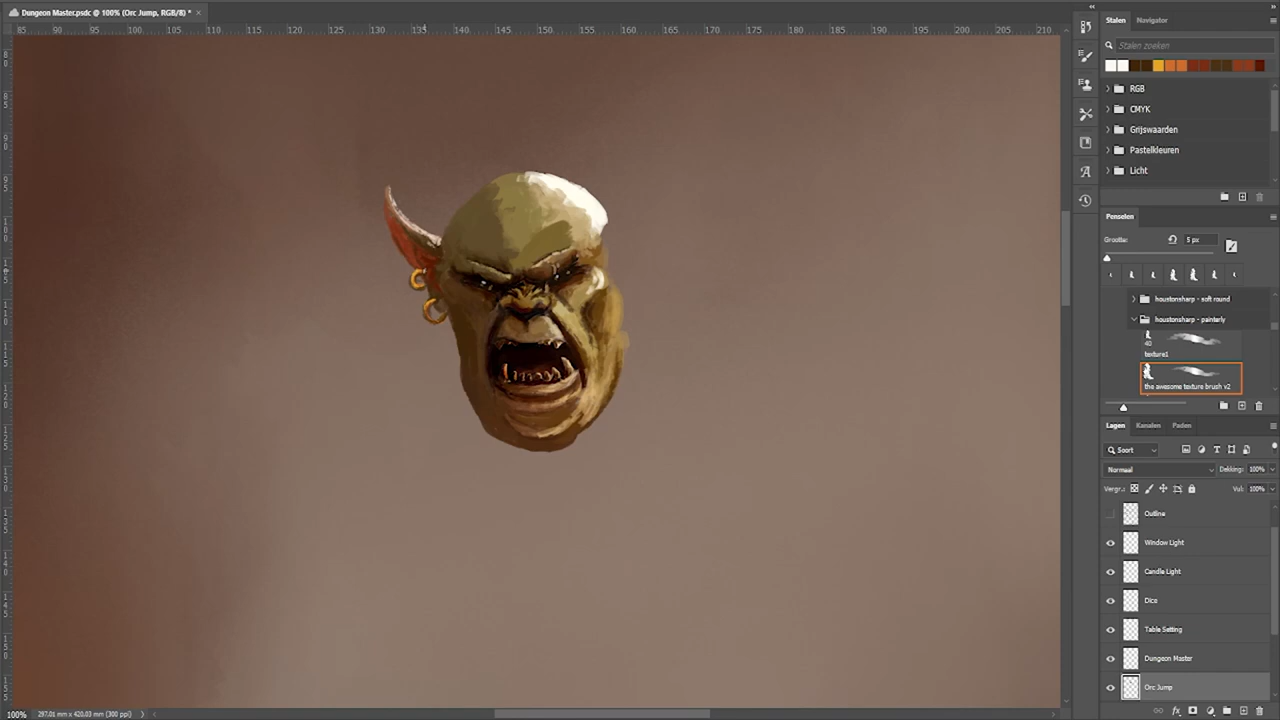 Dungeon Master.psdc @ 100% (Orc Jump, RGB/8) *
85 90 95 100 105 110 115 120 125 130 135 140 145 150 155 160 165 170 175 180 185 190 195 200 205 210
Stalen Navigator
Stalen zoeken
RGB
CMYK
Grijswaarden
Pastelkleuren
Licht
Penselen
Grootte: 5 px
houstonsharp - soft round
houstonsharp - painterly
40
texture1
the awesome texture brush v2
Lagen Kanalen Paden
Soort
Normaal Dekking: 100%
Vergr.: Vul: 100%
Outline
Window Light
Candle Light
Dice
Table Setting
Dungeon Master
Orc Jump
100% 297,01 mm x 420,03 mm (300 ppi)